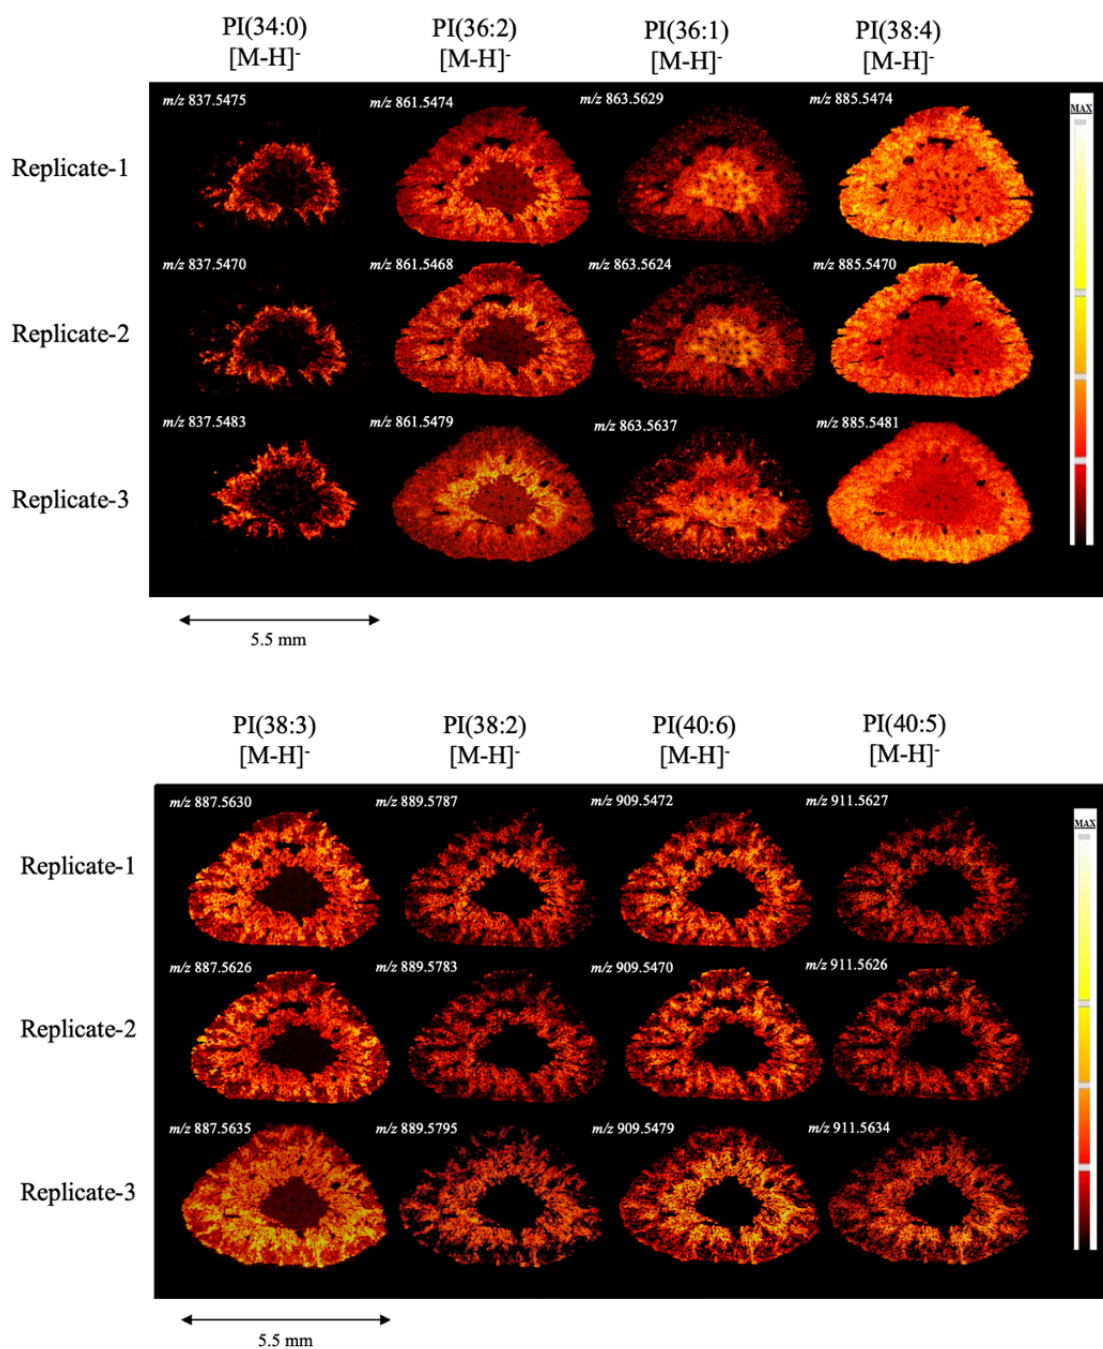 PI(34:0) PI(36:2) PI(36:1) PI(38:4)
[M-H]- [M-H]- [M-H]- [M-H]-
m/z 837.5475 m/z 861.5474 m/z 863.5629 m/z 885.5474
MAX
Replicate-1
m/z 837.5470 m/z 861.5468 m/z 863.5624 m/z 885.5470
Replicate-2
m/z 837.5483 m/z 861.5479 m/z 863.5637 m/z 885.5481
Replicate-3
5.5 mm
PI(38:3) PI(38:2) PI(40:6) PI(40:5)
[M-H]- [M-H]- [M-H]- [M-H]-
m/z 887.5630 m/z 889.5787 m/z 909.5472 m/z 911.5627
MAX
Replicate-1
m/z 887.5626 m/z 889.5783 m/z 909.5470 m/z 911.5626
Replicate-2
m/z 887.5635 m/z 889.5795 m/z 909.5479 m/z 911.5634
Replicate-3
5.5 mm